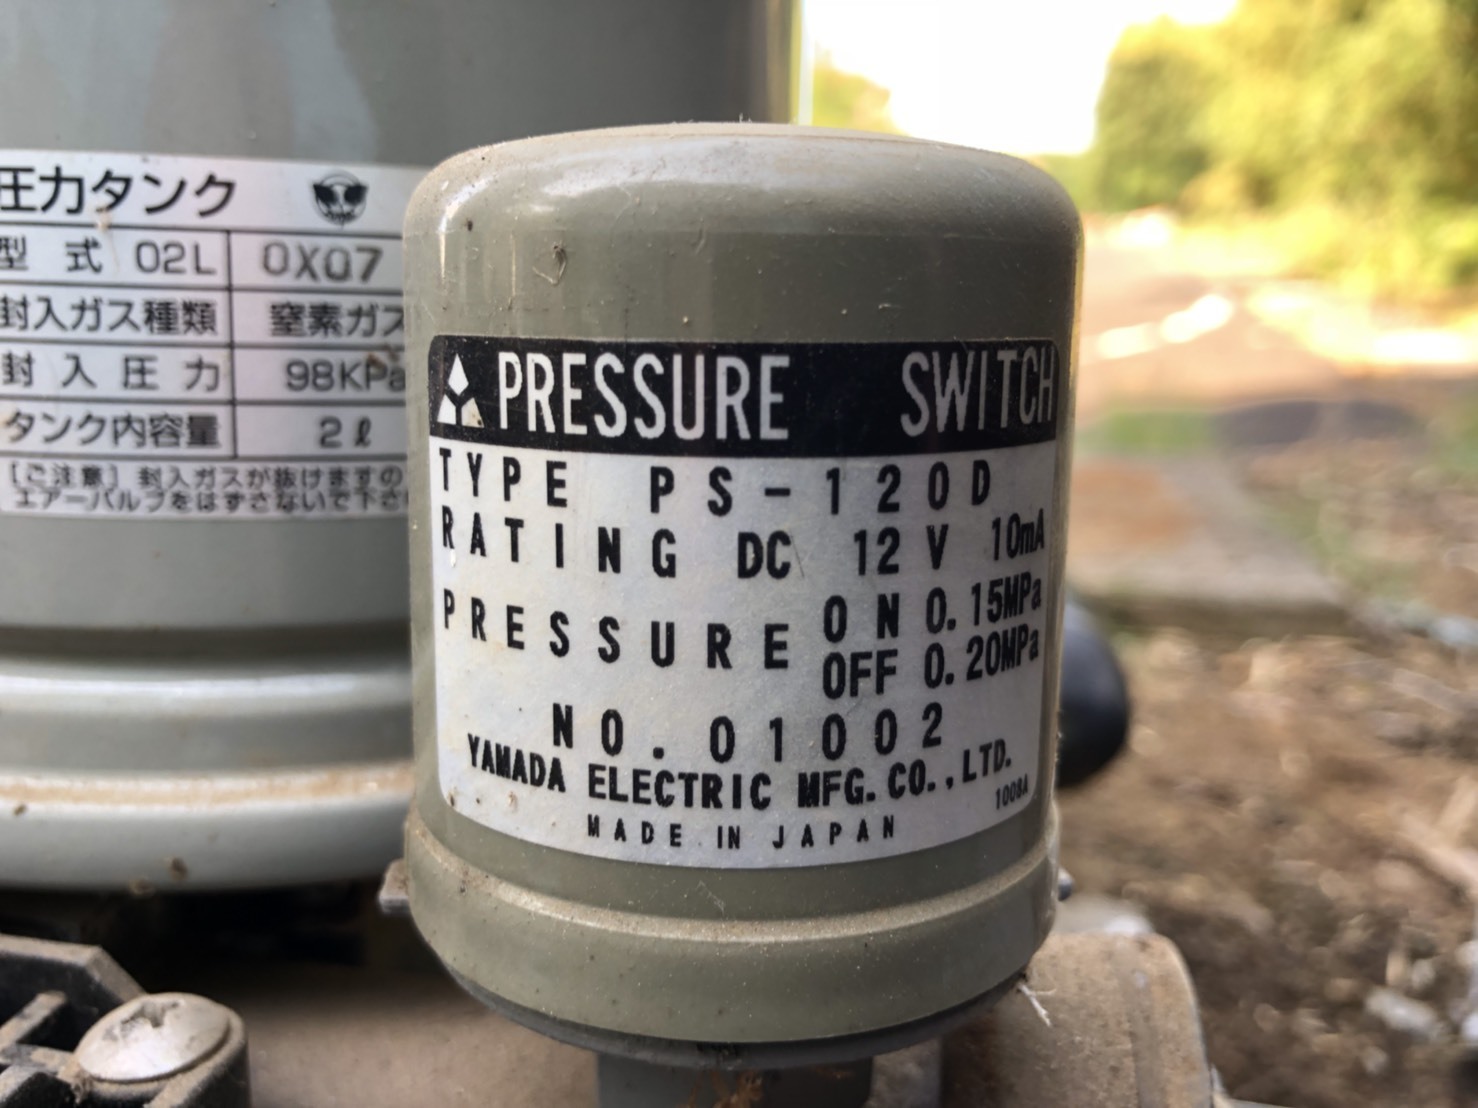 圧力タンク
型 式 02L 0X07
封入ガス種類 窒素ガス
封入圧力 98KPa
タンク内容量 2ℓ
[ご注意] 封入ガスが抜けますの
エアーバルブをはずさないで下さ
PRESSURE SWITCH
TYPE PS-120D
RATING DC 12V 10mA
PRESSURE ON 0.15MPa
OFF 0.20MPa
NO. 01002
YAMADA ELECTRIC MFG. CO., LTD.
1008A
MADE IN JAPAN